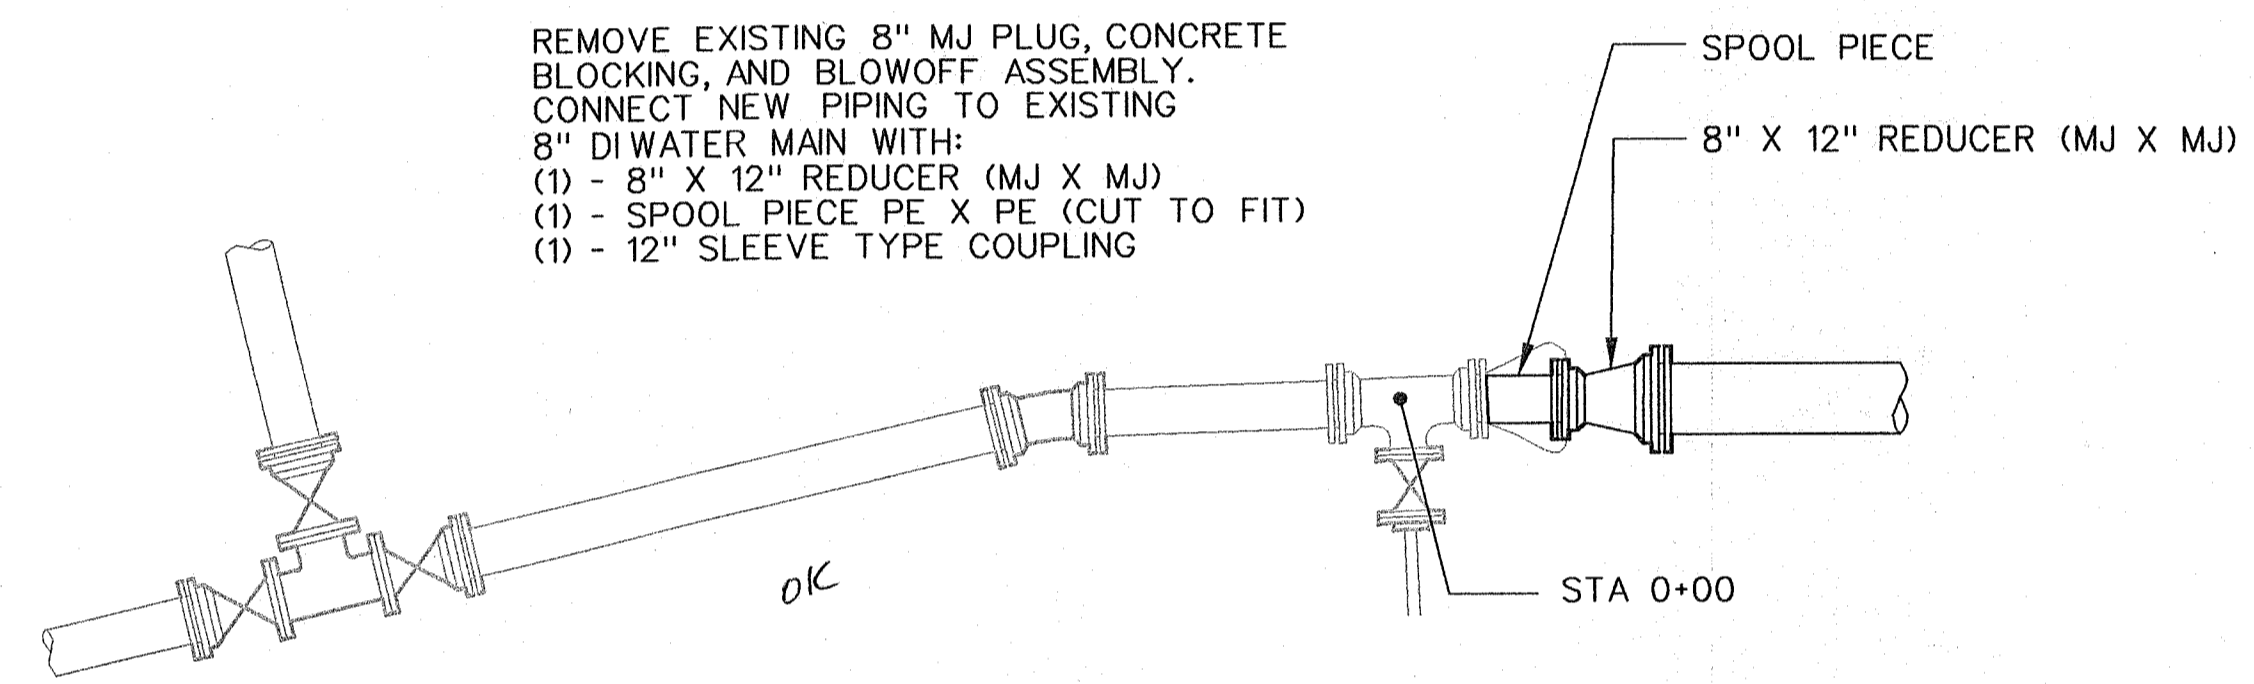 REMOVE EXISTING 8" MJ PLUG, CONCRETE
BLOCKING, AND BLOWOFF ASSEMBLY.
CONNECT NEW PIPING TO EXISTING
8" DI WATER MAIN WITH:
(1) - 8" X 12" REDUCER (MJ X MJ)
(1) - SPOOL PIECE PE X PE (CUT TO FIT)
(1) - 12" SLEEVE TYPE COUPLING
SPOOL PIECE
8" X 12" REDUCER (MJ X MJ)
OK
STA 0+00